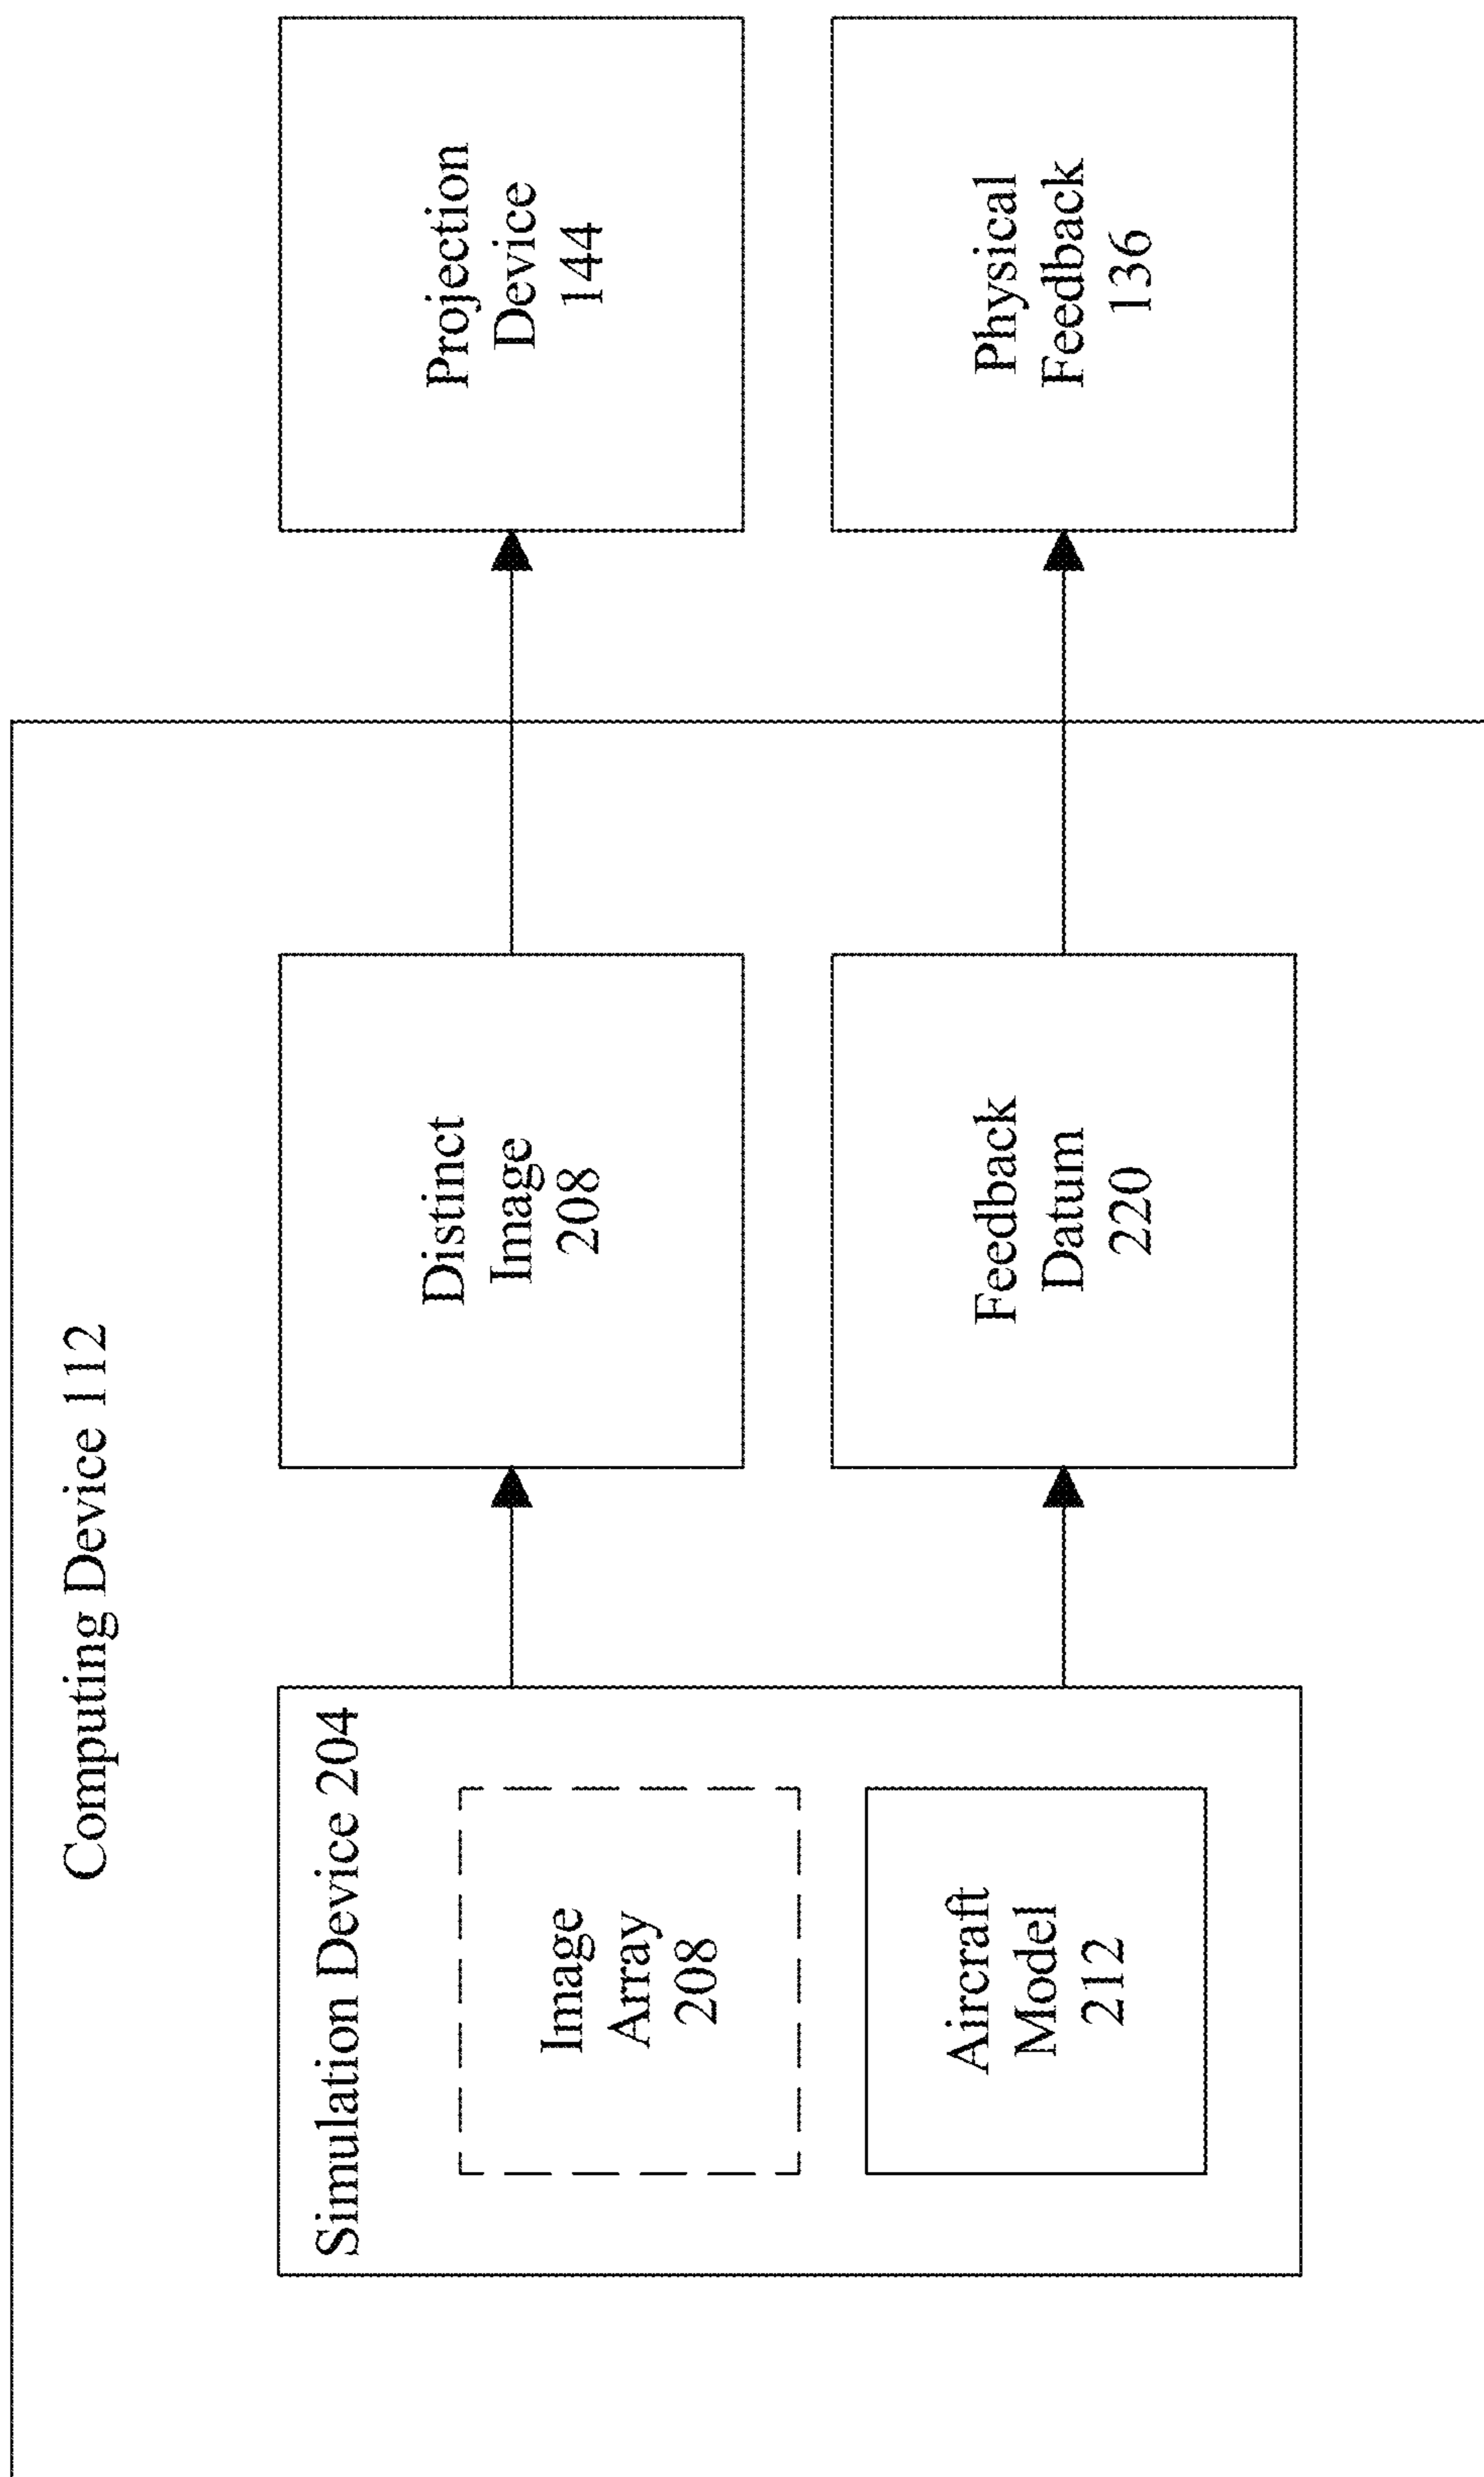 Computing Device 112
Simulation Device 204
Image
Array
208
Aircraft
Model
212
Distinct
Image
208
Feedback
Datum
220
Projection
Device
144
Physical
Feedback
136